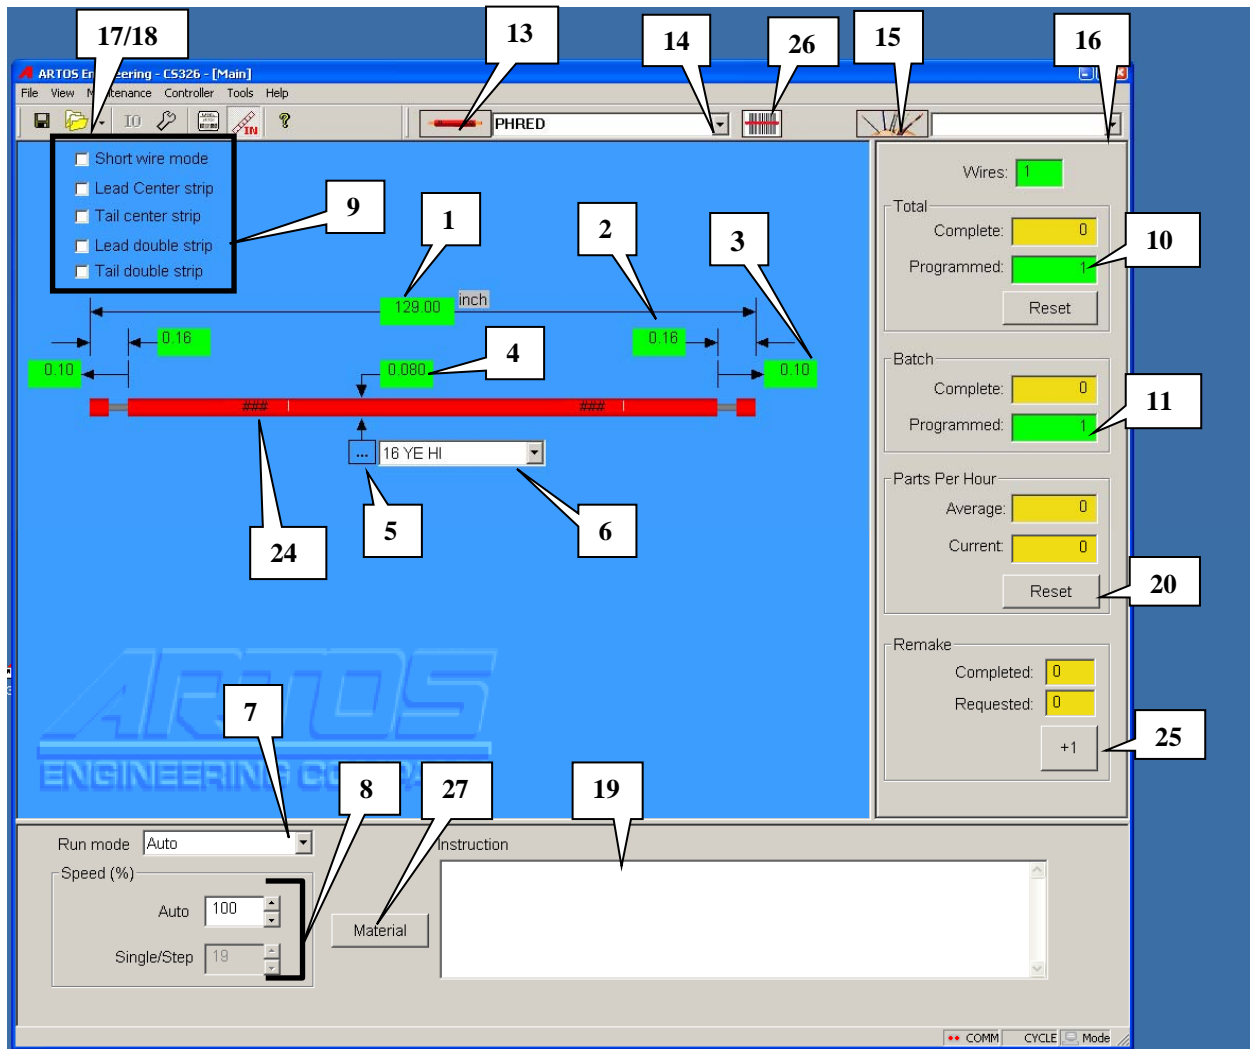 17/18
13
14
26
15
16
ARTOS Engineering - CS326 - [Main]
File View Maintenance Controller Tools Help
IO
IN
?
PHRED
Short wire mode
Lead Center strip
Tail center strip
Lead double strip
Tail double strip
9
1
2
3
129.00 inch
0.16
0.16
0.10
0.080
0.10
4
### ###
... 16 YE HI
24
5
6
Wires: 1
Total
Complete: 0
Programmed: 1
Reset
10
Batch
Complete: 0
Programmed: 1
11
Parts Per Hour
Average: 0
Current: 0
Reset
20
Remake
Completed: 0
Requested: 0
+1
25
ARTOS
ENGINEERING
7
8
27
19
Run mode Auto
Speed (%)
Auto 100
Single/Step 19
Material
Instruction
COMM CYCLE Mode